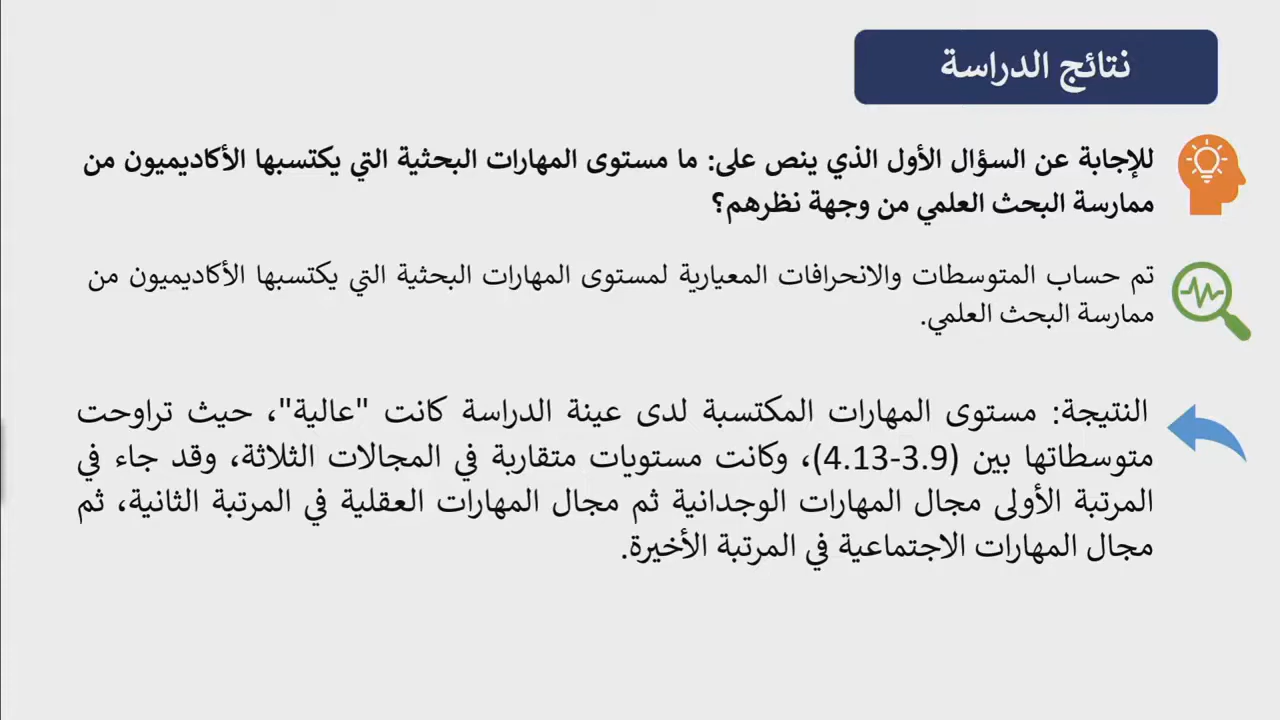 نتائج الدراسة
للإجابة عن السؤال الأول الذي ينص على: ما مستوى المهارات البحثية التي يكتسبها الأكاديميون من
ممارسة البحث العلمي من وجهة نظرهم؟
تم حساب المتوسطات والانحرافات المعيارية لمستوى المهارات البحثية التي يكتسبها الأكاديميون من
ممارسة البحث العلمي.
النتيجة: مستوى المهارات المكتسبة لدى عينة الدراسة كانت "عالية"، حيث تراوحت
متوسطاتها بين (3.9-4.13)، وكانت مستويات متقاربة في المجالات الثلاثة، وقد جاء في
المرتبة الأولى مجال المهارات الوجدانية ثم مجال المهارات العقلية في المرتبة الثانية، ثم
مجال المهارات الاجتماعية في المرتبة الأخيرة.